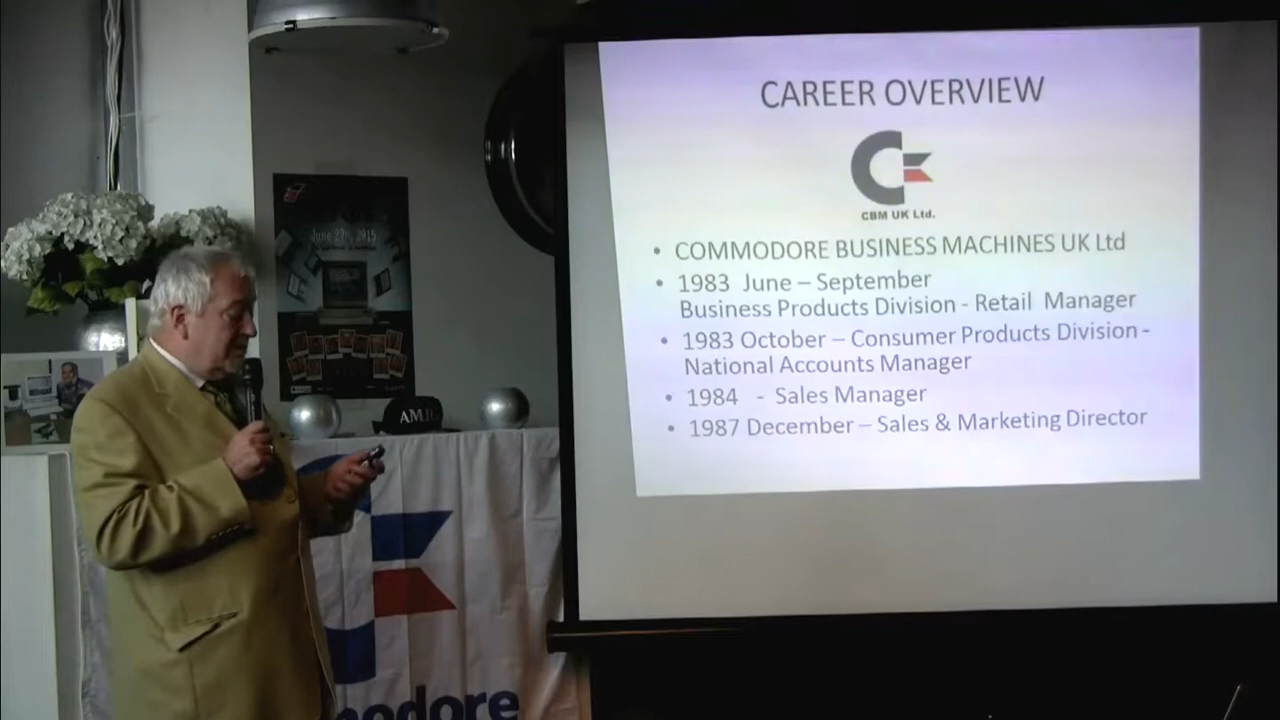 CAREER OVERVIEW
CBM UK Ltd.
• COMMODORE BUSINESS MACHINES UK Ltd
• 1983 June – September
Business Products Division - Retail Manager
• 1983 October – Consumer Products Division -
National Accounts Manager
• 1984 - Sales Manager
• 1987 December – Sales & Marketing Director
June 27th, 2015
AMI
modore